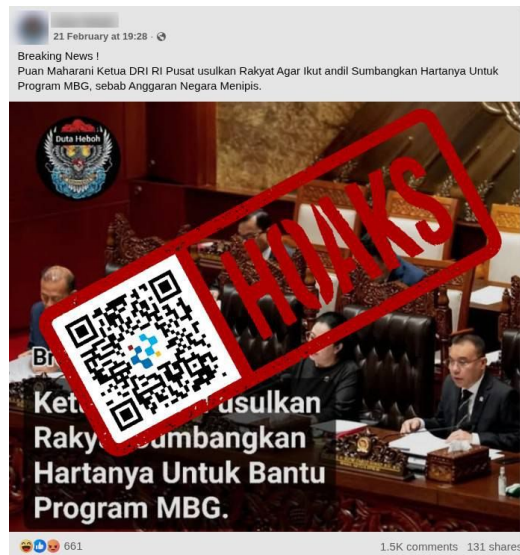 21 February at 19:28 ·
Breaking News !
Puan Maharani Ketua DRI RI Pusat usulkan Rakyat Agar Ikut andil Sumbangkan Hartanya Untuk
Program MBG, sebab Anggaran Negara Menipis.
Duta Heboh
HOAKS
Br
Ket usulkan
Raky umbangkan
Hartanya Untuk Bantu
Program MBG.
661
1.5K comments 131 shares